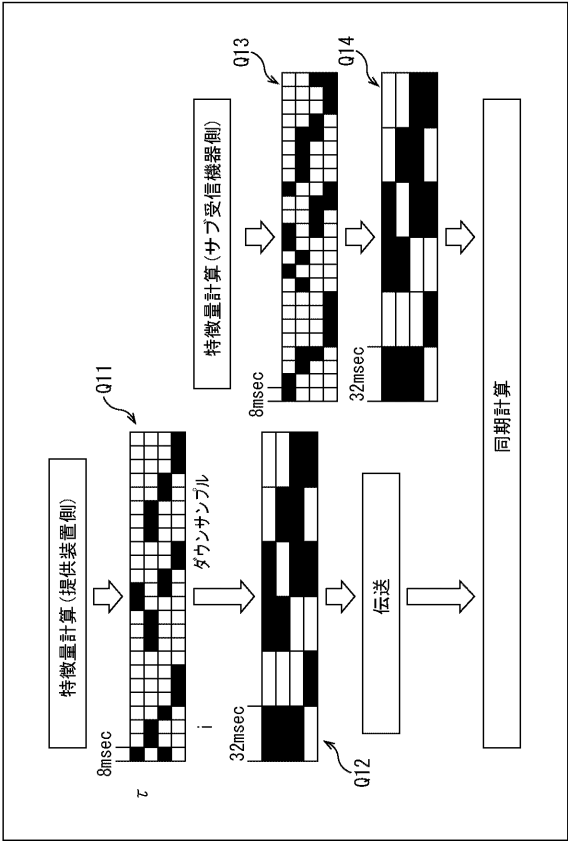 特徴量計算(提供装置側)
8msec
Q11
τ
i
ダウンサンプル
32msec
Q12
伝送
特徴量計算(サブ受信機器側)
8msec
Q13
32msec
Q14
同期計算